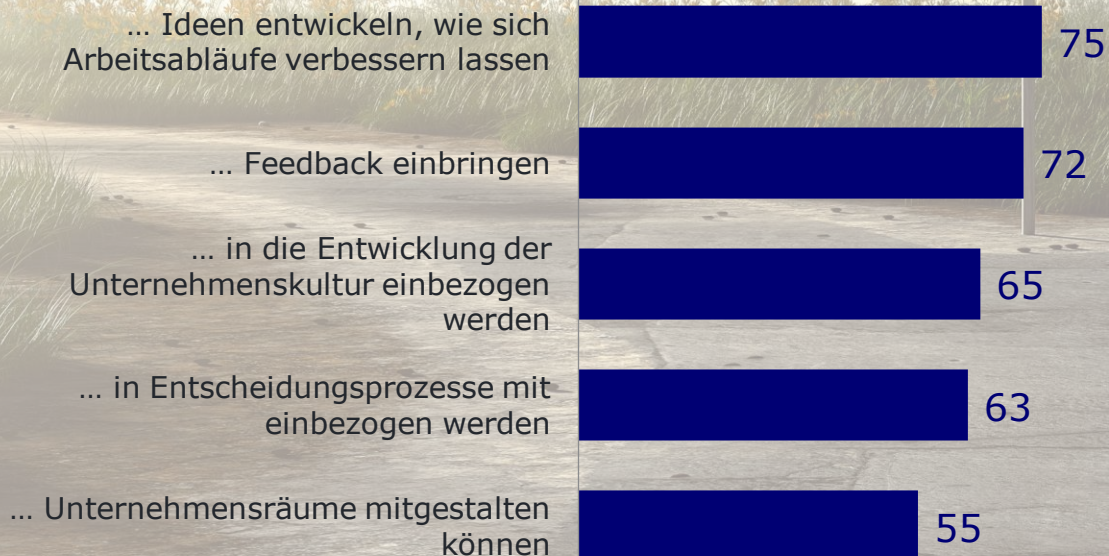 … Ideen entwickeln, wie sich
Arbeitsabläufe verbessern lassen
75
… Feedback einbringen
72
… in die Entwicklung der
Unternehmenskultur einbezogen
werden
65
… in Entscheidungsprozesse mit
einbezogen werden
63
… Unternehmensräume mitgestalten
können
55